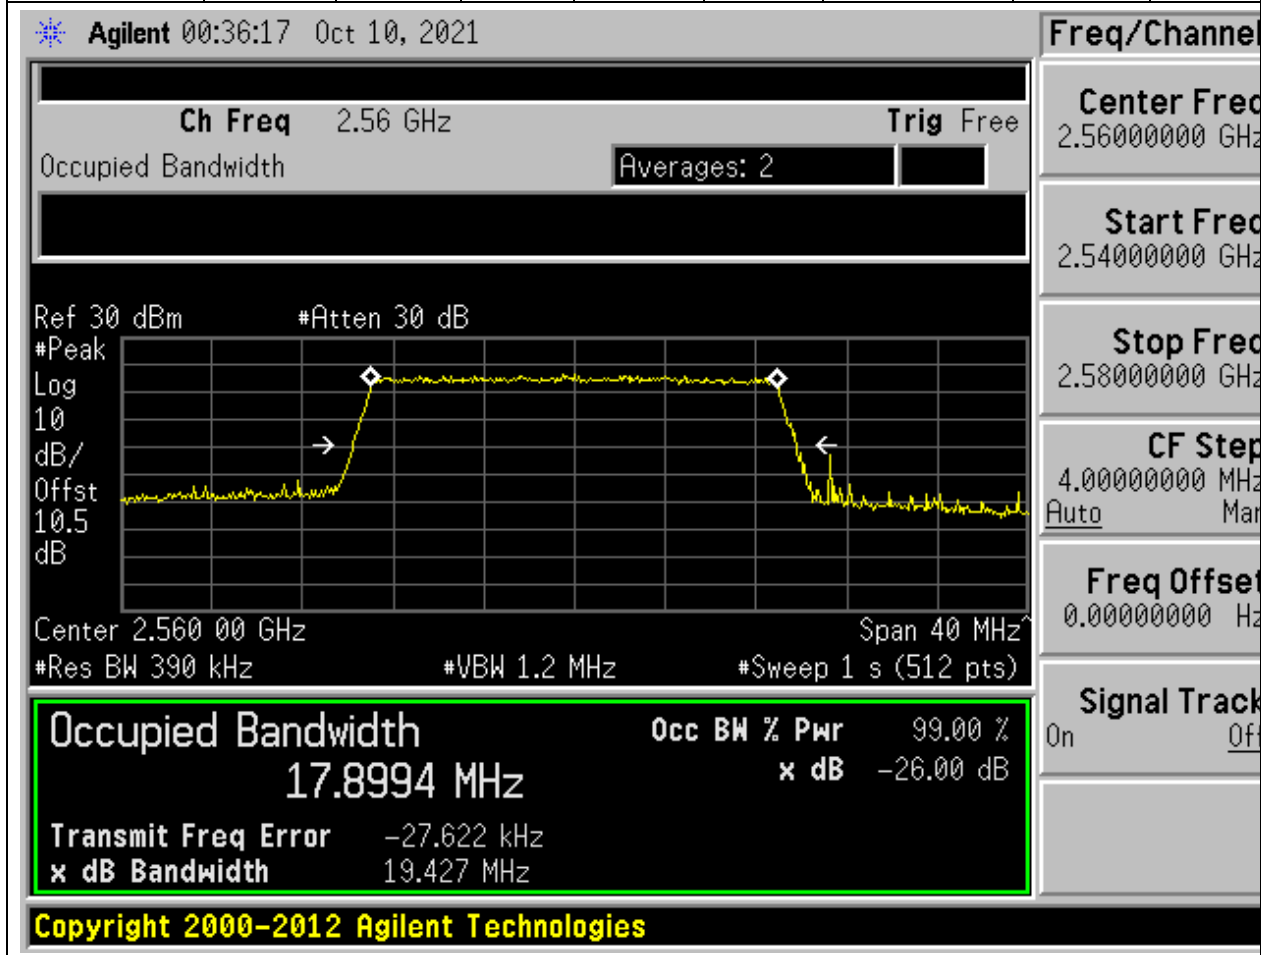 Agilent 00:36:17 Oct 10, 2021
Freq/Channel
Ch Freq 2.56 GHz Trig Free
Occupied Bandwidth Averages: 2
Center Freq
2.56000000 GHz
Start Freq
2.54000000 GHz
Stop Freq
2.58000000 GHz
CF Step
4.00000000 MHz
Auto Man
Freq Offset
0.00000000 Hz
Signal Track
On Off
Ref 30 dBm #Atten 30 dB
#Peak
Log
10
dB/
Offst
10.5
dB
Center 2.560 00 GHz Span 40 MHz^
#Res BW 390 kHz #VBW 1.2 MHz #Sweep 1 s (512 pts)
Occupied Bandwidth
17.8994 MHz
Occ BW % Pwr 99.00 %
x dB -26.00 dB
Transmit Freq Error -27.622 kHz
x dB Bandwidth 19.427 MHz
Copyright 2000-2012 Agilent Technologies